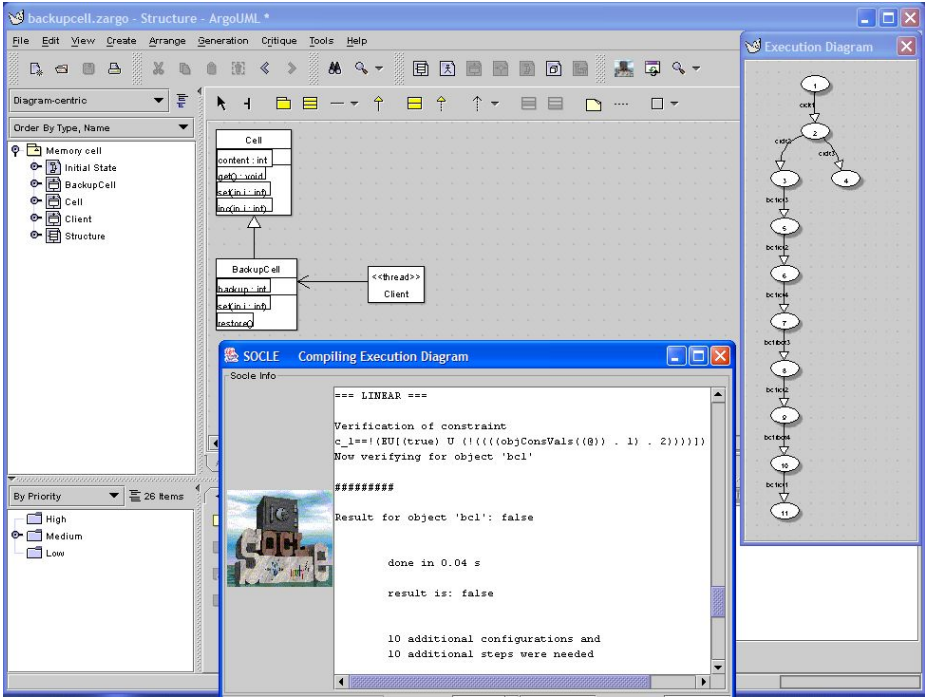 backupcell.zargo - Structure - ArgoUML *
File Edit View Create Arrange Generation Critique Tools Help
Diagram-centric
Order By Type, Name
Memory cell
Initial State
BackupCell
Cell
Client
Structure
Cell
content : int
get() : void
set(in i : int)
inc(in i : int)
BackupCell
backup : int
set(in i : int)
restore()
<<thread>>
Client
By Priority
26 Items
High
Medium
Low
SOCLE Compiling Execution Diagram
Socle Info
SOCLE
=== LINEAR ===
Verification of constraint
c_1==!(EU[(true) U (!((((objConsVals((@)) . 1) . 2))))])
Now verifying for object 'bc1'
#########
Result for object 'bc1': false
done in 0.04 s
result is: false
10 additional configurations and
10 additional steps were needed
Execution Diagram
1
2
3
4
5
6
7
8
9
10
11